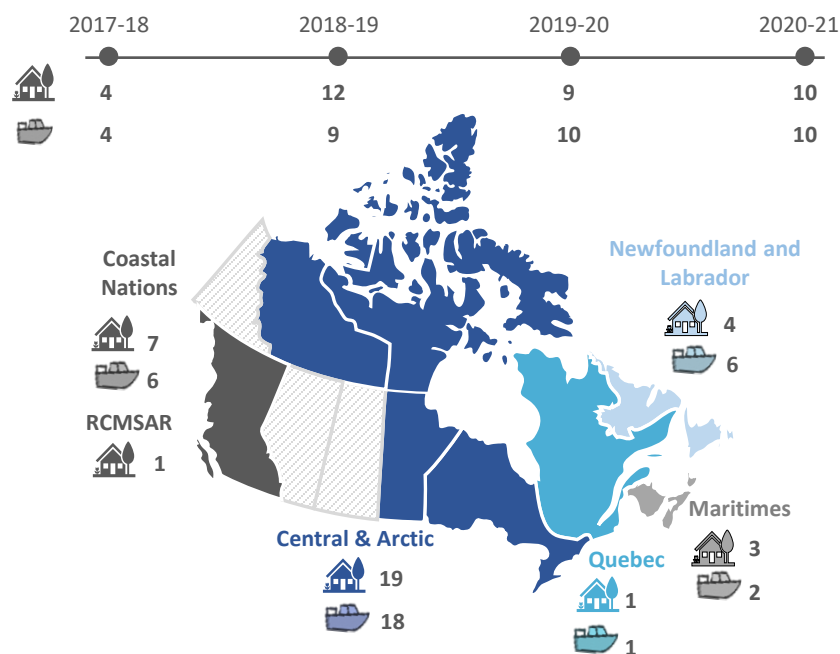 2017-18 2018-19 2019-20 2020-21
4 12 9 10
4 9 10 10
Coastal
Nations
7
6
RCMSAR
1
Newfoundland and
Labrador
4
6
Central & Arctic
19
18
Quebec
1
1
Maritimes
3
2